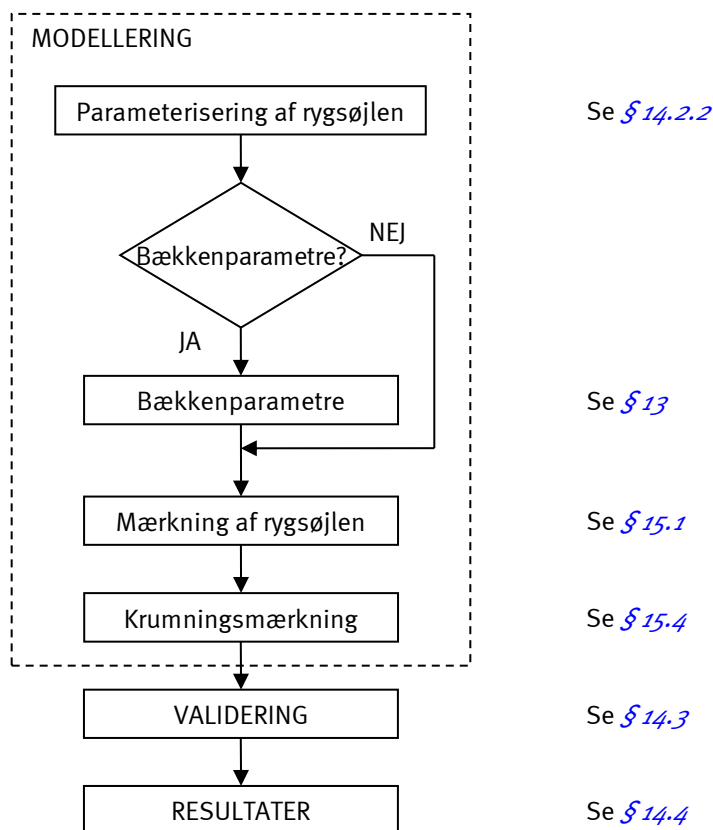 MODELLERING
Parameterisering af rygsøjlen
Se § 14.2.2
NEJ
Bækkenparametre?
JA
Bækkenparametre
Se § 13
Mærkning af rygsøjlen
Se § 15.1
Krumningsmærkning
Se § 15.4
VALIDERING
Se § 14.3
RESULTATER
Se § 14.4